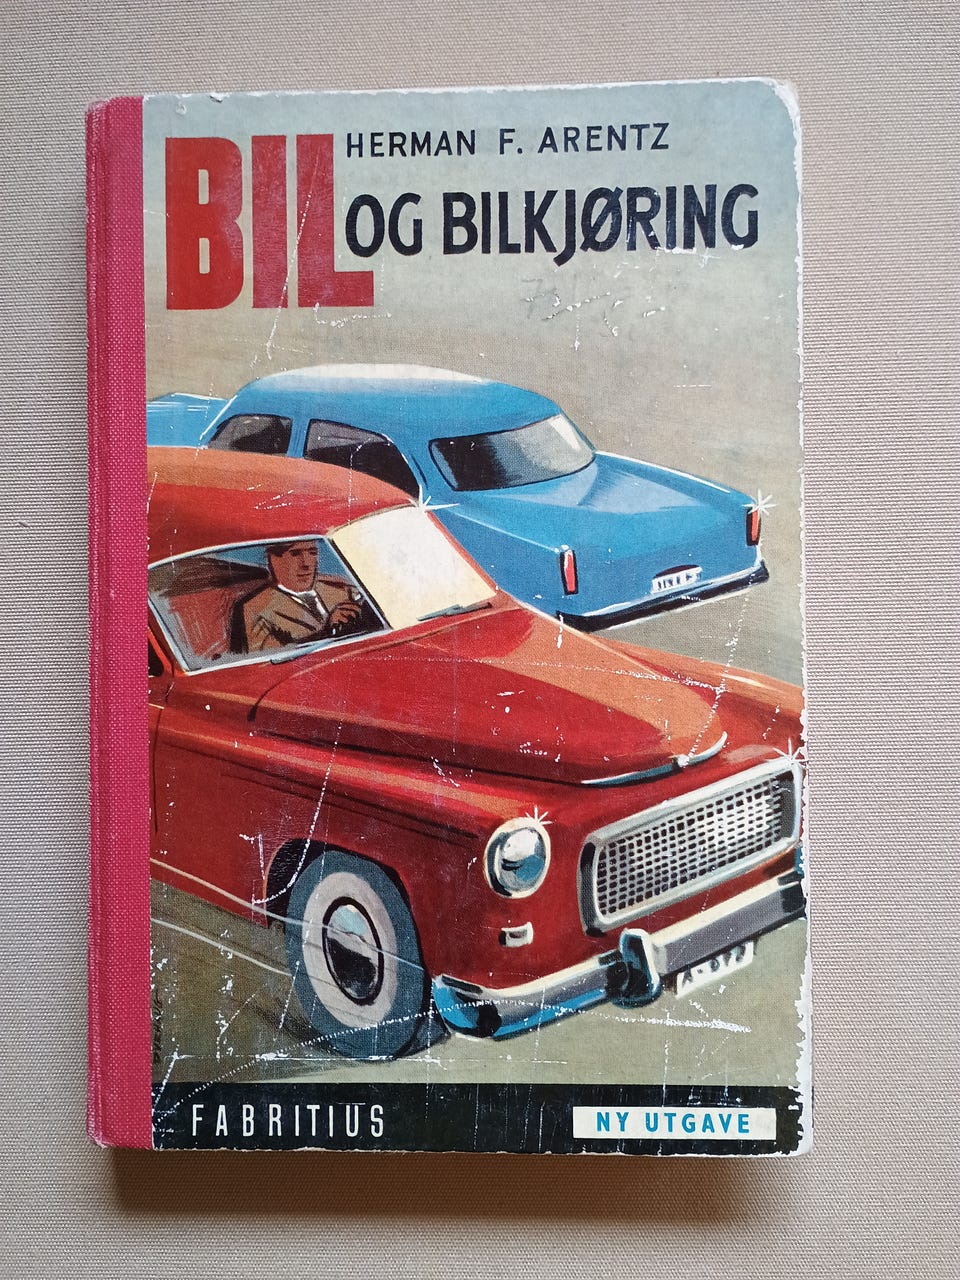 HERMAN F. ARENTZ
BIL OG BILKJØRING
FABRITIUS
NY UTGAVE